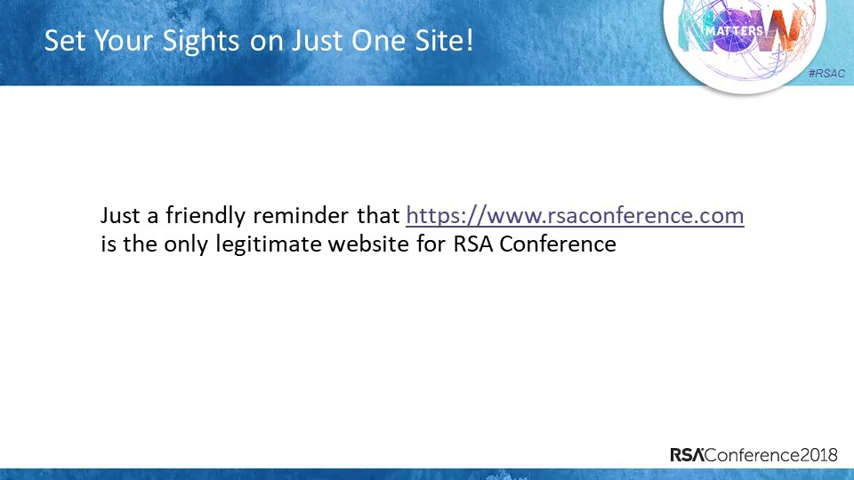 Set Your Sights on Just One Site!
NOW
MATTERS
#RSAC
Just a friendly reminder that https://www.rsaconference.com
is the only legitimate website for RSA Conference
RSAConference2018